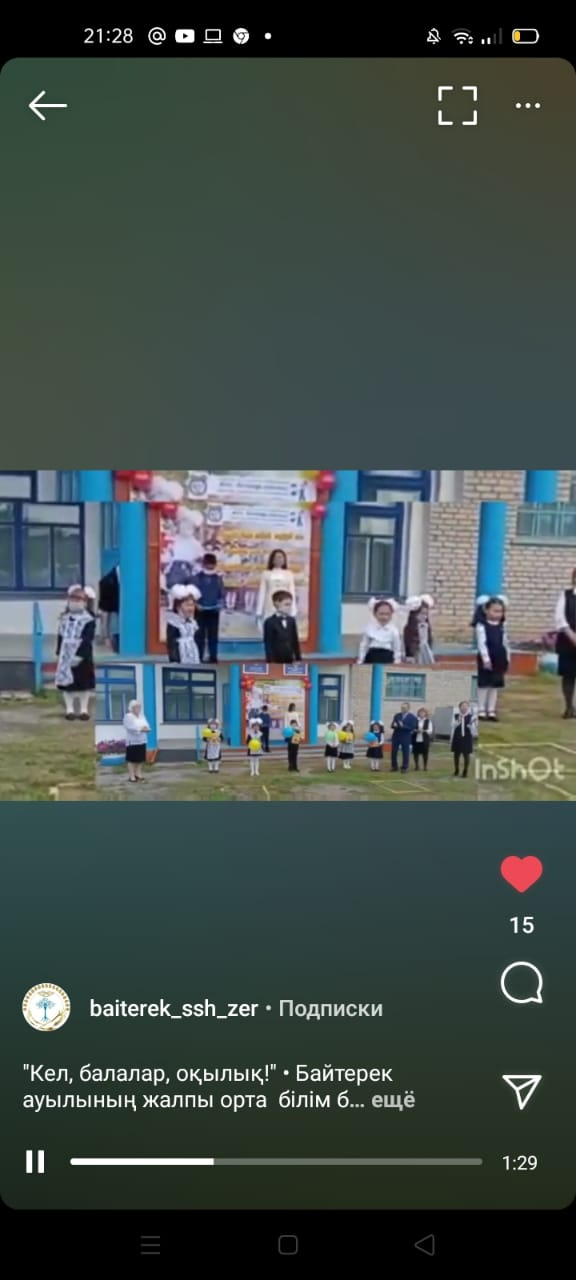 21:28
InShOt
15
baiterek_ssh_zer • Подписки
"Кел, балалар, оқылық!" • Байтерек
ауылының жалпы орта білім б... ещё
1:29